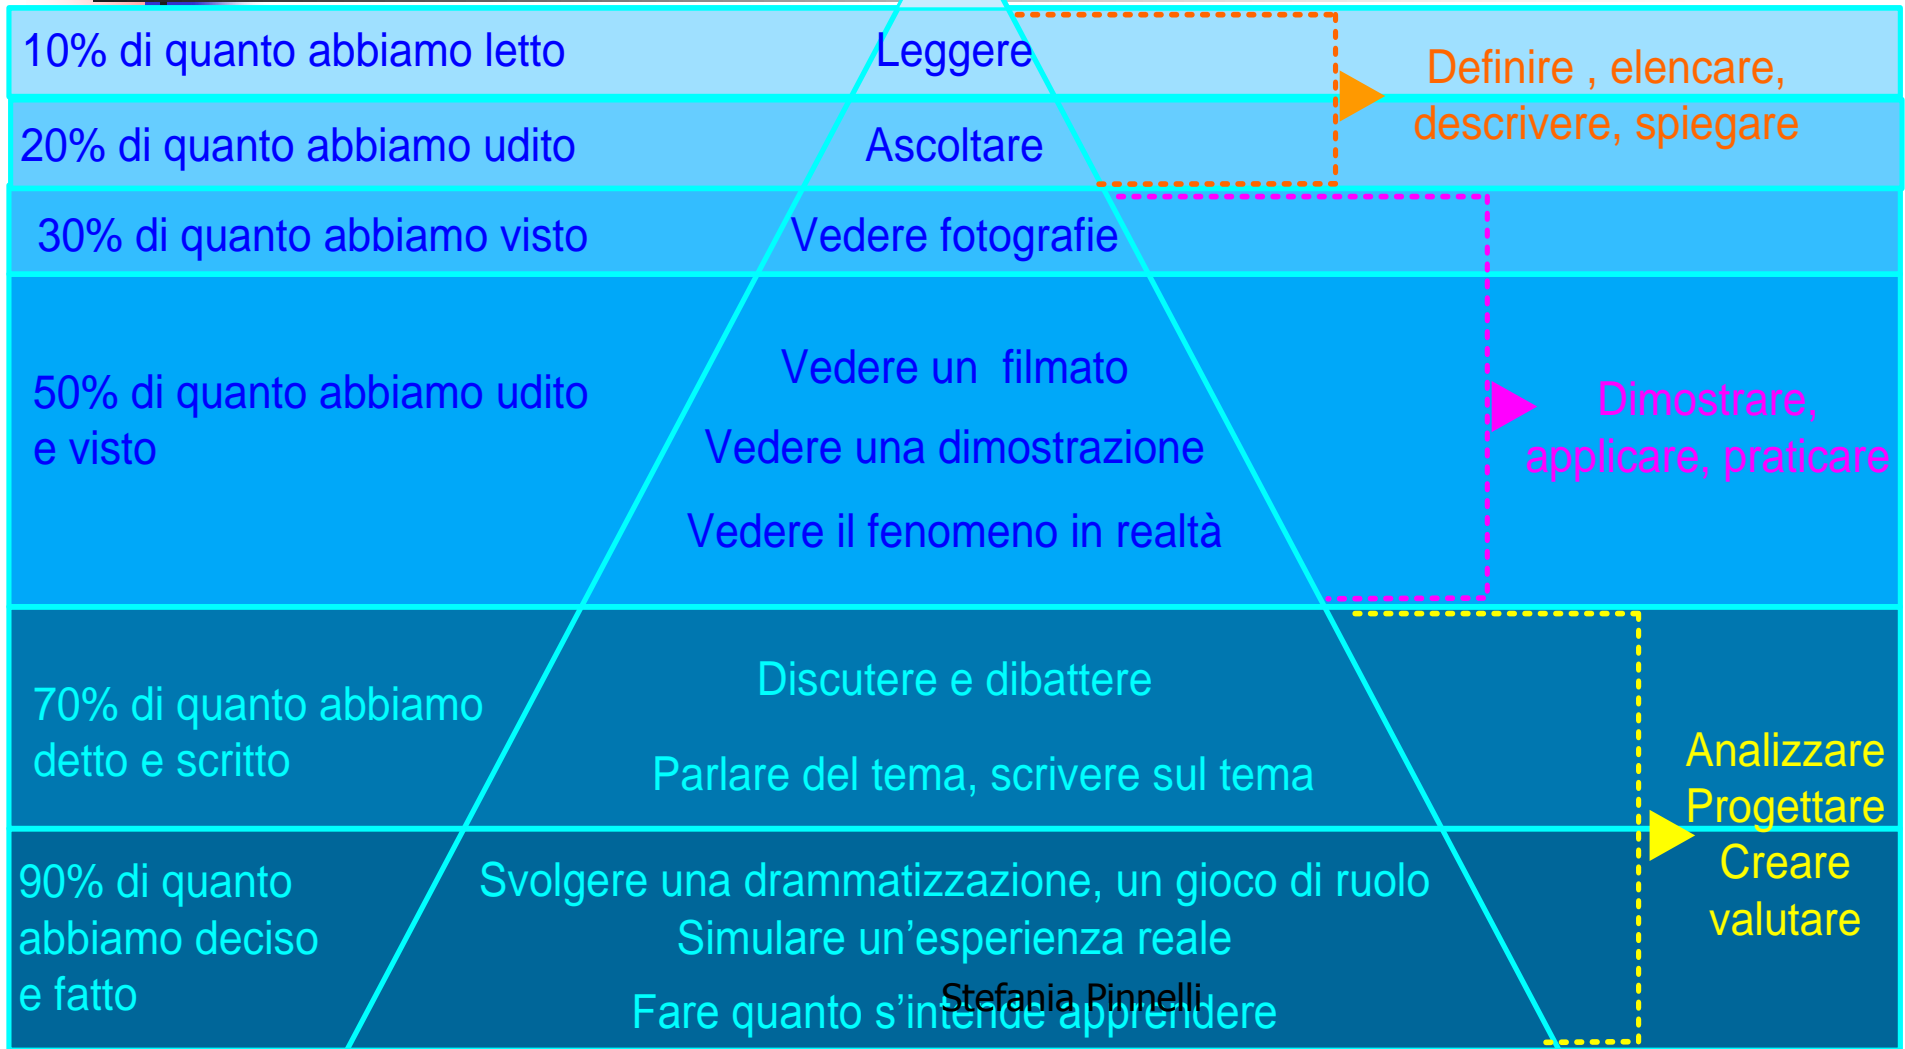 10% di quanto abbiamo letto
Leggere
Definire , elencare,
descrivere, spiegare
20% di quanto abbiamo udito
Ascoltare
30% di quanto abbiamo visto
Vedere fotografie
50% di quanto abbiamo udito
e visto
Vedere un filmato
Vedere una dimostrazione
Vedere il fenomeno in realtà
Dimostrare,
applicare, praticare
70% di quanto abbiamo
detto e scritto
Discutere e dibattere
Parlare del tema, scrivere sul tema
Analizzare
Progettare
Creare
valutare
90% di quanto
abbiamo deciso
e fatto
Svolgere una drammatizzazione, un gioco di ruolo
Simulare un’esperienza reale
Fare quanto s’intende apprendere
Stefania Pinnelli